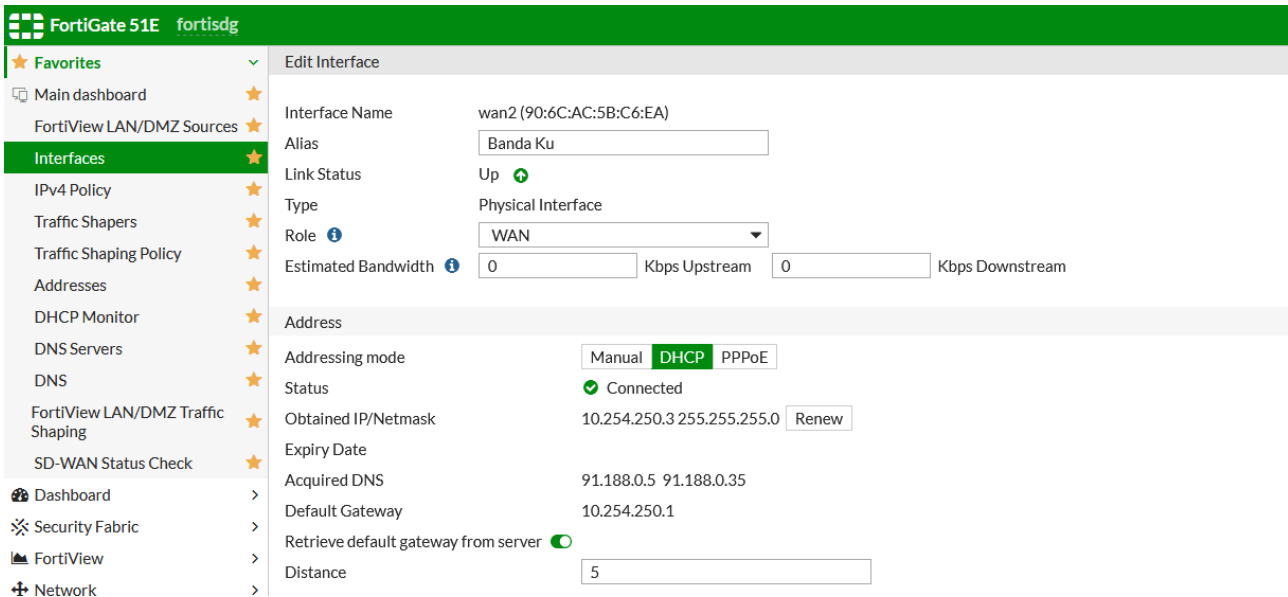 FortiGate 51E fortisdg
Favorites
Main dashboard
FortiView LAN/DMZ Sources
Interfaces
IPv4 Policy
Traffic Shapers
Traffic Shaping Policy
Addresses
DHCP Monitor
DNS Servers
DNS
FortiView LAN/DMZ Traffic
Shaping
SD-WAN Status Check
Dashboard
Security Fabric
FortiView
Network
Edit Interface
Interface Name wan2 (90:6C:AC:5B:C6:EA)
Alias Banda Ku
Link Status Up
Type Physical Interface
Role WAN
Estimated Bandwidth 0 Kbps Upstream 0 Kbps Downstream
Address
Addressing mode Manual DHCP PPPoE
Status Connected
Obtained IP/Netmask 10.254.250.3 255.255.255.0 Renew
Expiry Date
Acquired DNS 91.188.0.5 91.188.0.35
Default Gateway 10.254.250.1
Retrieve default gateway from server
Distance 5